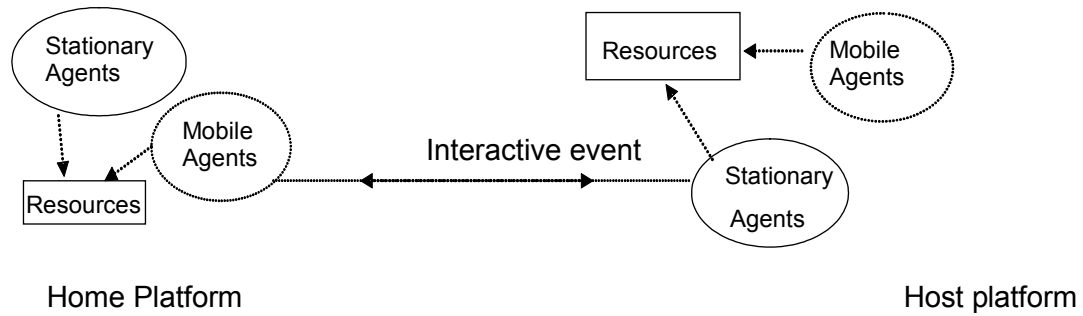 Stationary
Agents
Mobile
Agents
Resources
Interactive event
Resources
Mobile
Agents
Stationary
Agents
Home Platform
Host platform